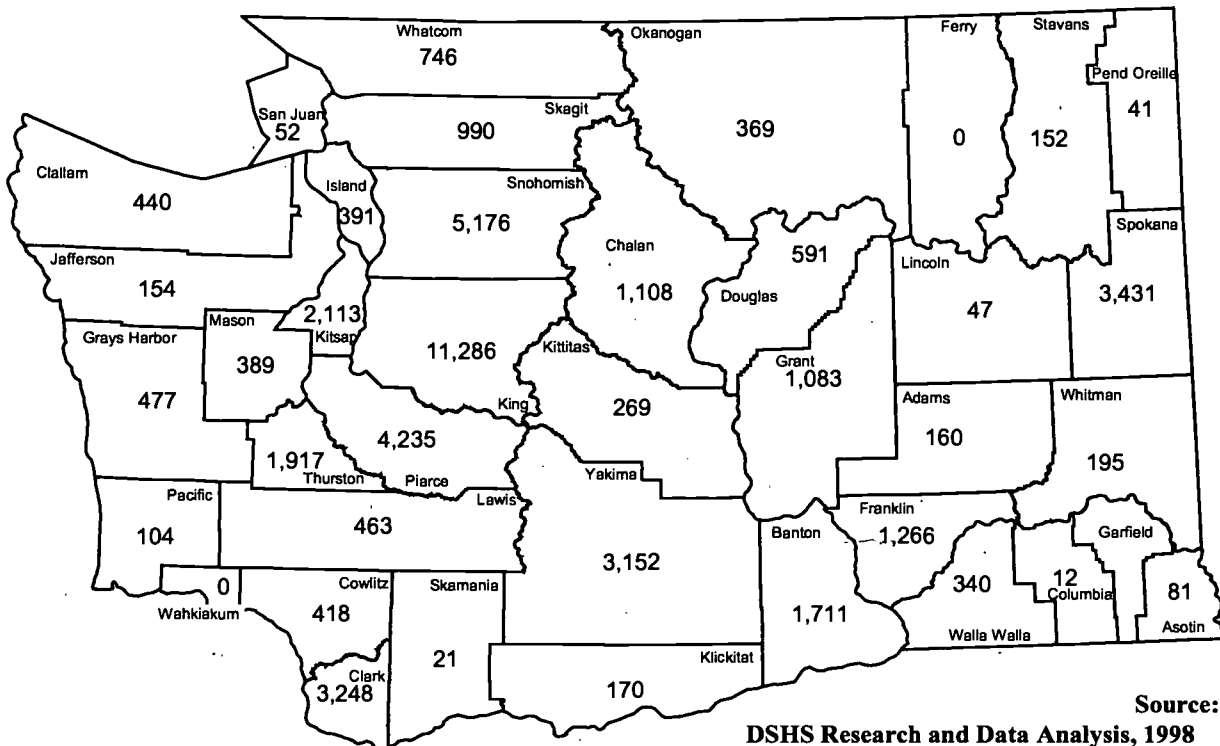 Whatcom
746
Okanogan
369
Ferry
0
Stavans
152
Pend Oreille
41
San Juan
52
Skagit
990
Clallam
440
Island
391
Snohomish
5,176
Chalan
1,108
591
Douglas
Lincoln
47
Spokana
3,431
Jaffarson
154
2,113
Kitsap
Mason
389
Grays Harbor
477
11,286
King
Kittitas
269
Grant
1,083
Adams
160
Whitman
195
1,917
Thurston
4,235
Piarca
Yakima
3,152
Pacific
104
Lawis
463
Banton
1,711
Franklin
1,266
Garfiald
0
Wahkiakum
Cowlitz
418
Skamania
21
340
Walla Walla
12
Columbia
81
Asotin
Clark
3,248
Klickitat
170
Source:
DSHS Research and Data Analysis, 1998